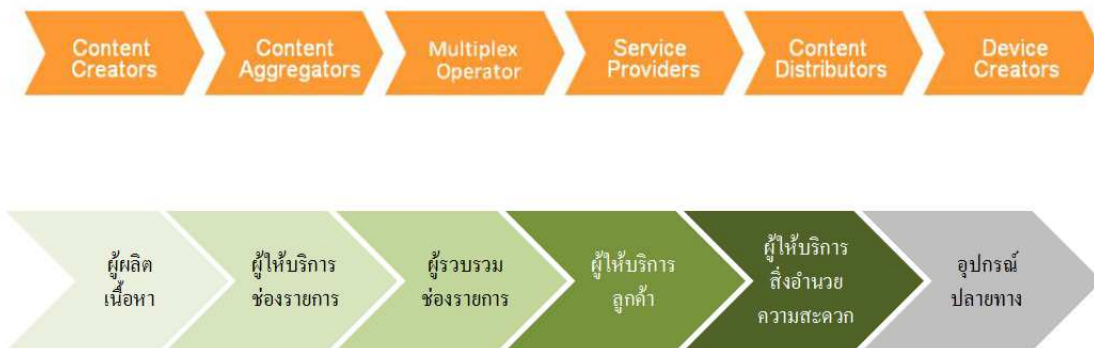 Content
Creators
Content
Aggregators
Multiplex
Operator
Service
Providers
Content
Distributors
Device
Creators
ผู้ผลิต
เนื้อหา
ผู้ให้บริการ
ช่องรายการ
ผู้รวบรวม
ช่องรายการ
ผู้ให้บริการ
ลูกค้า
ผู้ให้บริการ
สิ่งอำนวย
ความสะดวก
อุปกรณ์
ปลายทาง